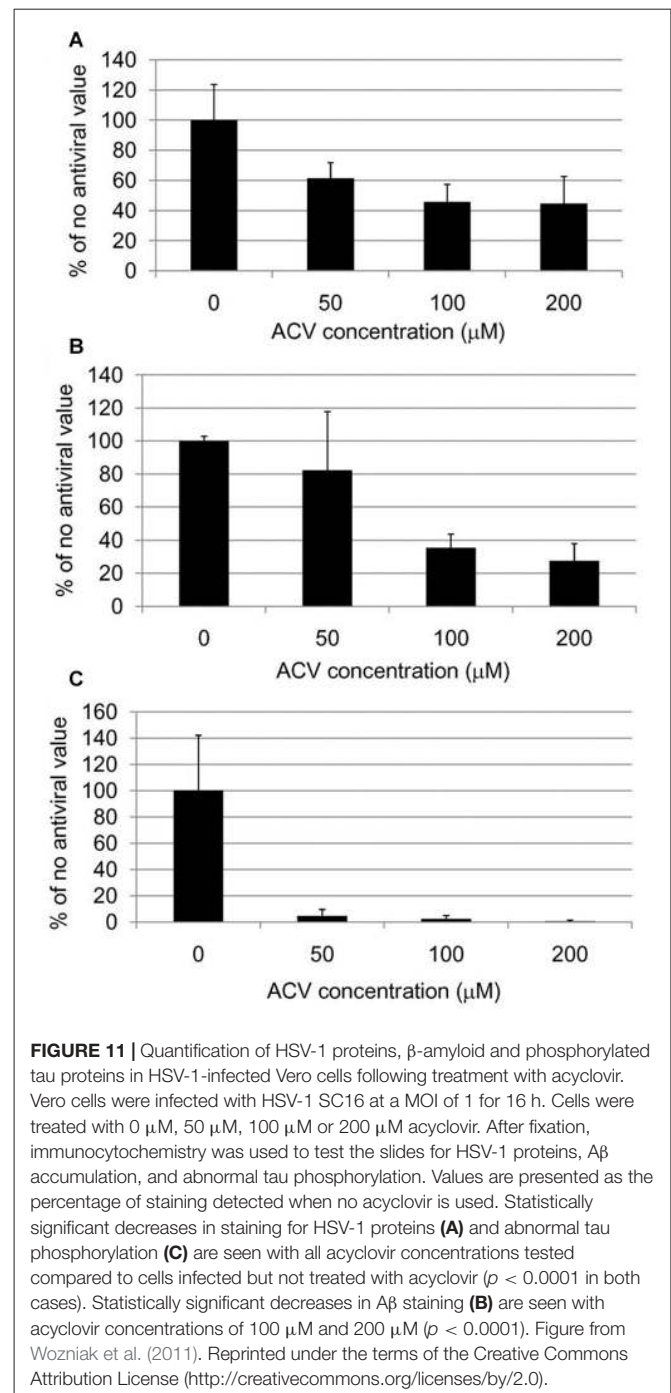 A
140
120
100
80
60
40
20
0
% of no antiviral value
0 50 100 200
ACV concentration (µM)
B
140
120
100
80
60
40
20
0
% of no antiviral value
0 50 100 200
ACV concentration (µM)
C
160
140
120
100
80
60
40
20
0
% of no antiviral value
0 50 100 200
ACV concentration (µM)
FIGURE 11 | Quantification of HSV-1 proteins, β-amyloid and phosphorylated
tau proteins in HSV-1-infected Vero cells following treatment with acyclovir.
Vero cells were infected with HSV-1 SC16 at a MOI of 1 for 16 h. Cells were
treated with 0 µM, 50 µM, 100 µM or 200 µM acyclovir. After fixation,
immunocytochemistry was used to test the slides for HSV-1 proteins, Aβ
accumulation, and abnormal tau phosphorylation. Values are presented as the
percentage of staining detected when no acyclovir is used. Statistically
significant decreases in staining for HSV-1 proteins (A) and abnormal tau
phosphorylation (C) are seen with all acyclovir concentrations tested
compared to cells infected but not treated with acyclovir (p < 0.0001 in both
cases). Statistically significant decreases in Aβ staining (B) are seen with
acyclovir concentrations of 100 µM and 200 µM (p < 0.0001). Figure from
Wozniak et al. (2011). Reprinted under the terms of the Creative Commons
Attribution License (http://creativecommons.org/licenses/by/2.0).